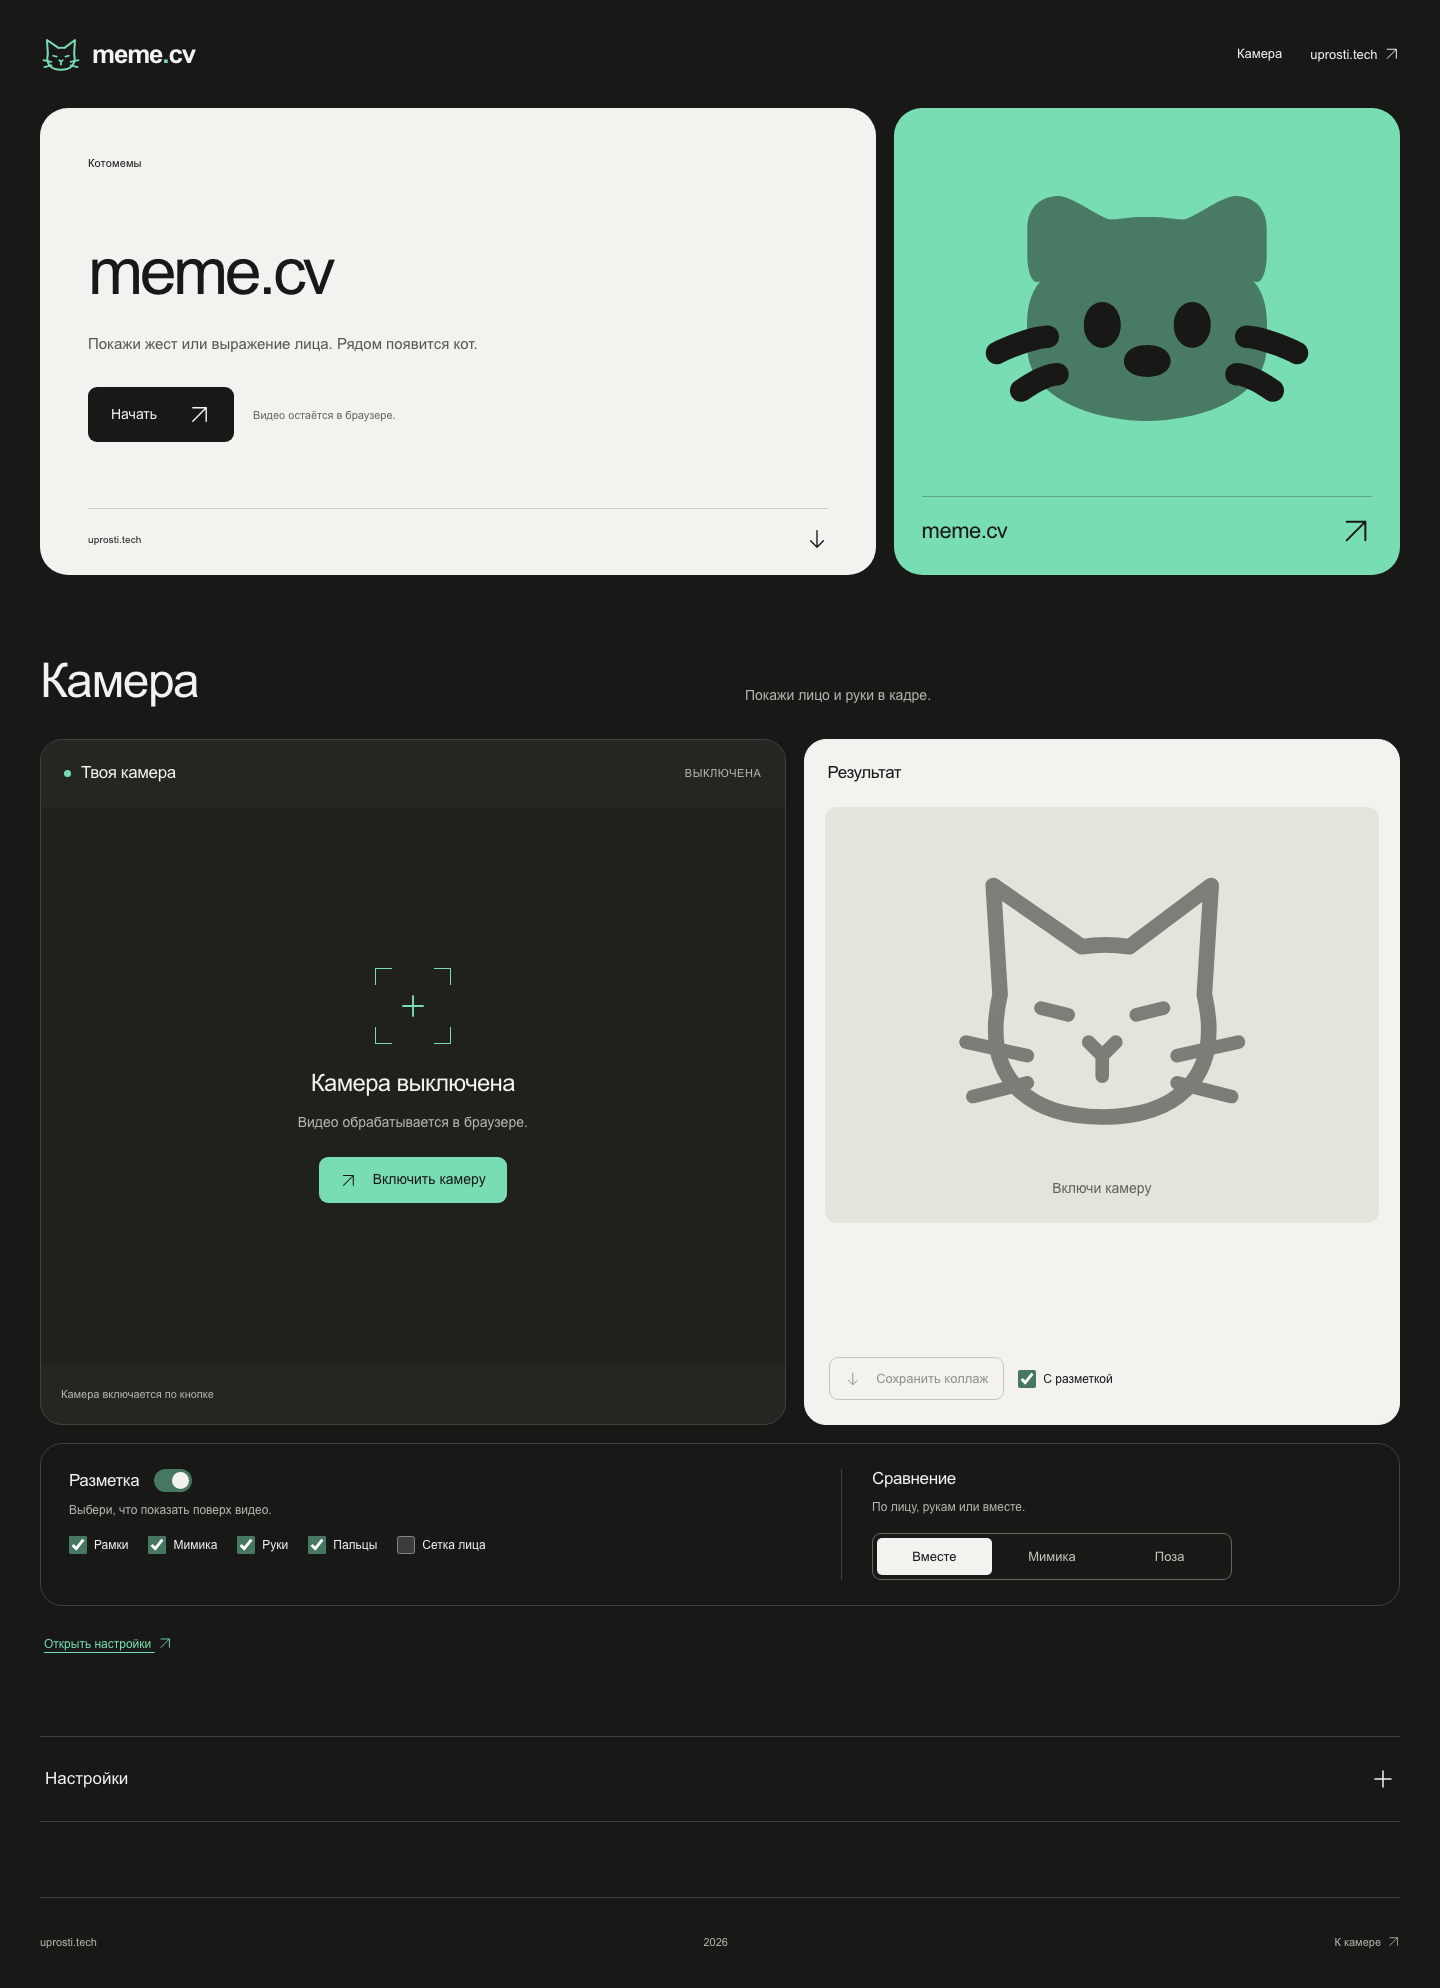 meme.cv
Камера
uprosti.tech
Котомемы
meme.cv
Покажи жест или выражение лица. Рядом появится кот.
Начать
Видео остаётся в браузере.
uprosti.tech
meme.cv
Камера
Покажи лицо и руки в кадре.
Твоя камера
ВЫКЛЮЧЕНА
Камера выключена
Видео обрабатывается в браузере.
Включить камеру
Камера включается по кнопке
Результат
Включи камеру
Сохранить коллаж
С разметкой
Разметка
Выбери, что показать поверх видео.
Рамки
Мимика
Руки
Пальцы
Сетка лица
Сравнение
По лицу, рукам или вместе.
Вместе
Мимика
Поза
Открыть настройки
Настройки
uprosti.tech
2026
К камере